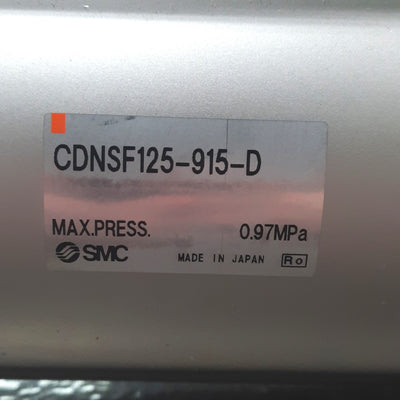 CDNSF125-915-D
MAX.PRESS. 0.97MPa
SMC MADE IN JAPAN Ro